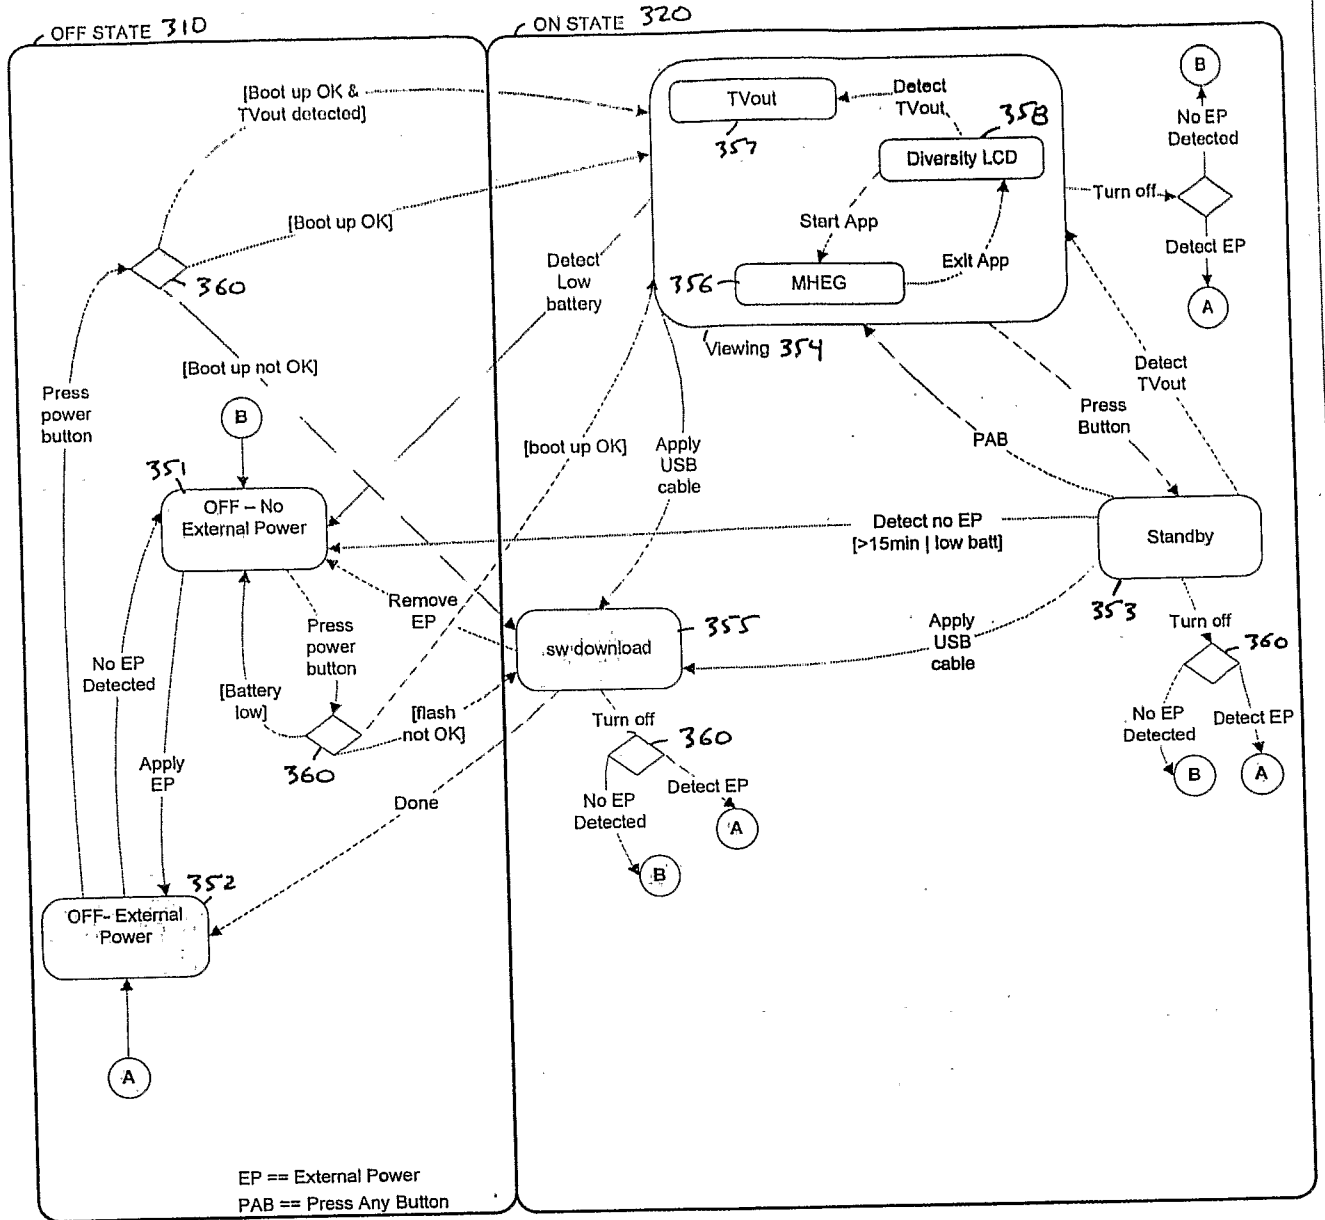 OFF STATE 310
ON STATE 320
[Boot up OK &
TVout detected]
[Boot up OK]
360
[Boot up not OK]
Press
power
button
B
351
OFF – No
External Power
No EP
Detected
Apply
EP
[Battery
low]
Press
power
button
360
[flash
not OK]
Remove
EP
Done
352
OFF- External
Power
A
EP == External Power
PAB == Press Any Button
TVout
357
Detect
TVout
358
Diversity LCD
Start App
Exit App
356
MHEG
Viewing 354
Detect
Low
battery
[boot up OK]
Apply
USB
cable
B
No EP
Detected
Turn off
Detect EP
A
Detect
TVout
Press
Button
PAB
Detect no EP
[>15min | low batt]
Standby
353
Apply
USB
cable
sw download
355
Turn off
360
No EP
Detected
Detect EP
A
B
Turn off
360
No EP
Detected
Detect EP
B
A